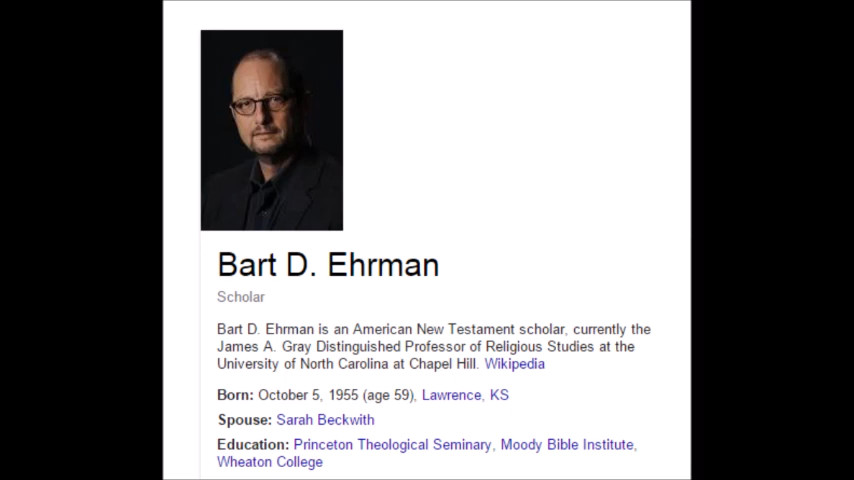 Bart D. Ehrman
Scholar
Bart D. Ehrman is an American New Testament scholar, currently the
James A. Gray Distinguished Professor of Religious Studies at the
University of North Carolina at Chapel Hill. Wikipedia
Born: October 5, 1955 (age 59), Lawrence, KS
Spouse: Sarah Beckwith
Education: Princeton Theological Seminary, Moody Bible Institute,
Wheaton College